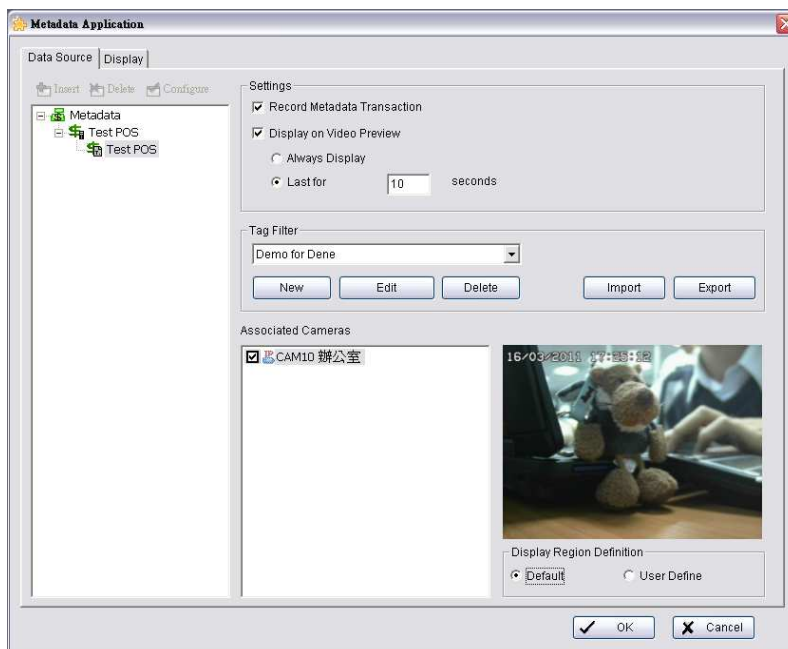 Metadata Application
Data Source Display
Insert Delete Configure
Metadata
Test POS
Test POS
Settings
Record Metadata Transaction
Display on Video Preview
Always Display
Last for 10 seconds
Tag Filter
Demo for Dene
New Edit Delete Import Export
Associated Cameras
CAM10 辦公室
16/03/2011 17:25:12
Display Region Definition
Default User Define
OK Cancel